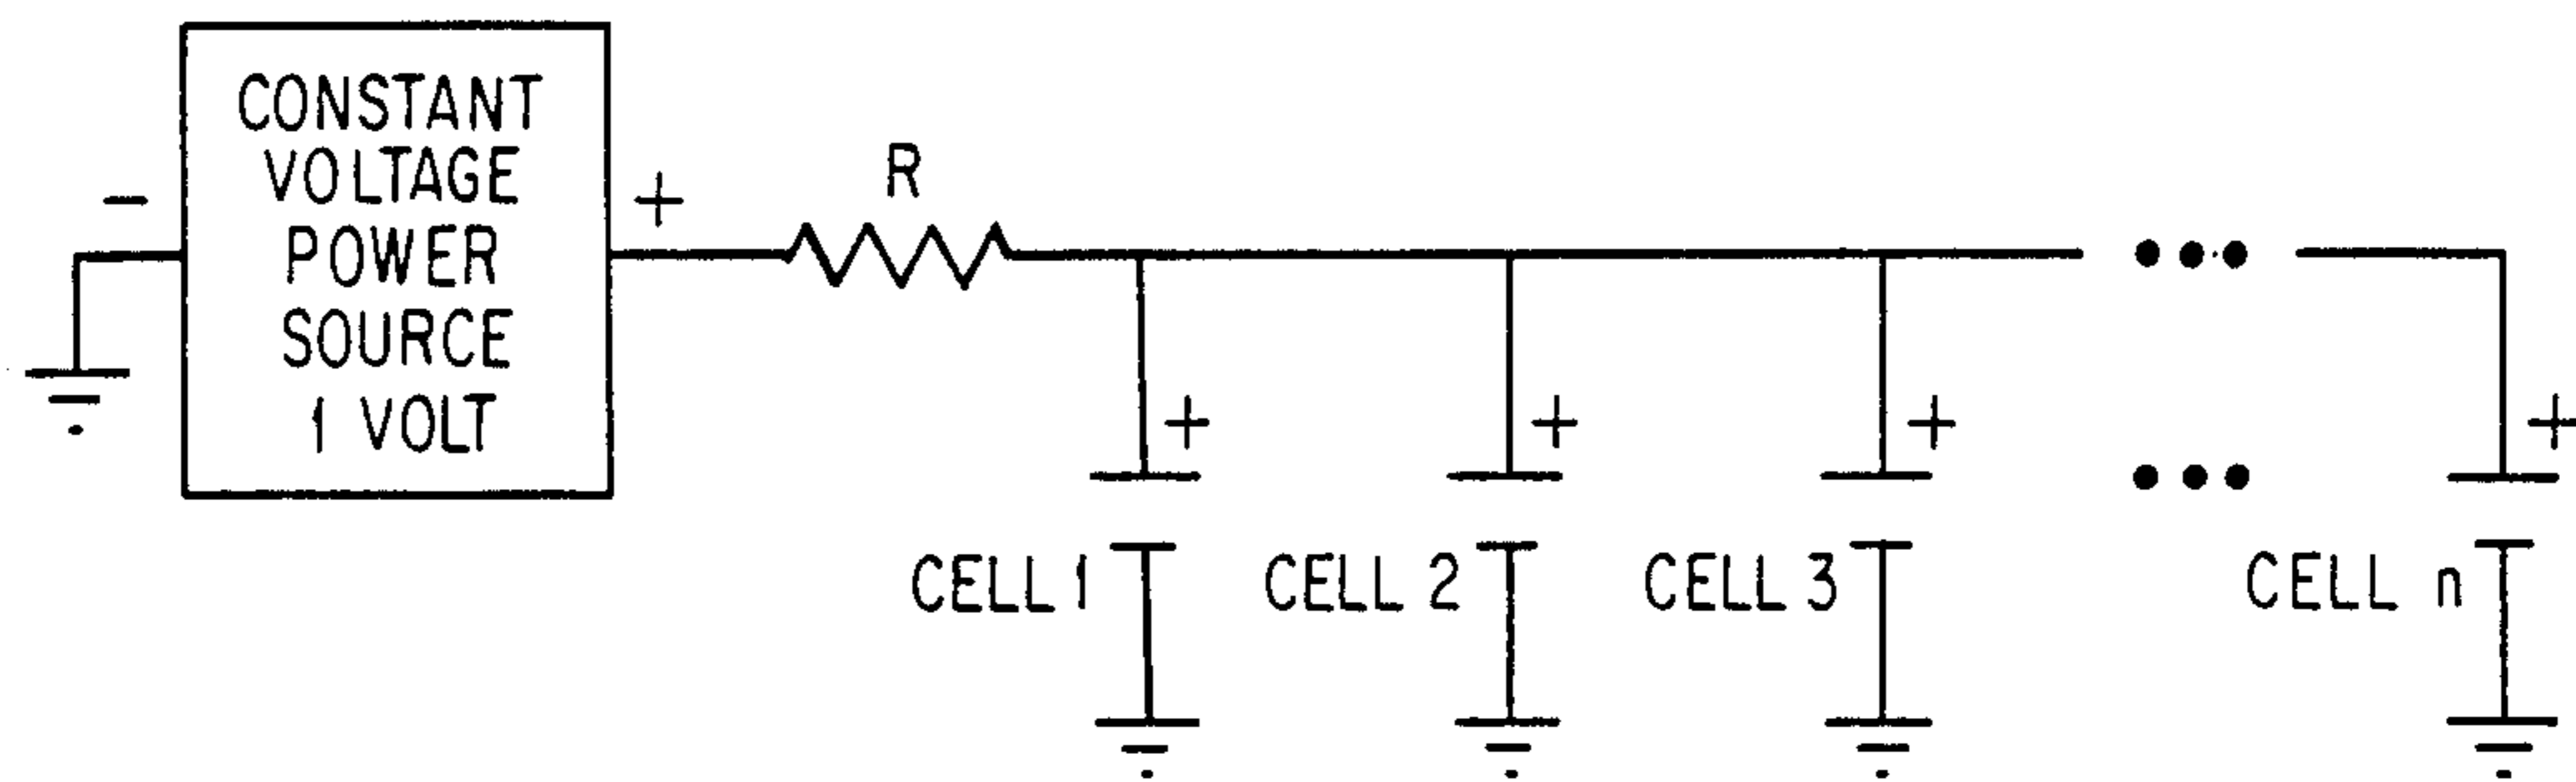 CONSTANT
VOLTAGE
POWER
SOURCE
1 VOLT
-
+
R
+
+
+
+
CELL 1
CELL 2
CELL 3
CELL n